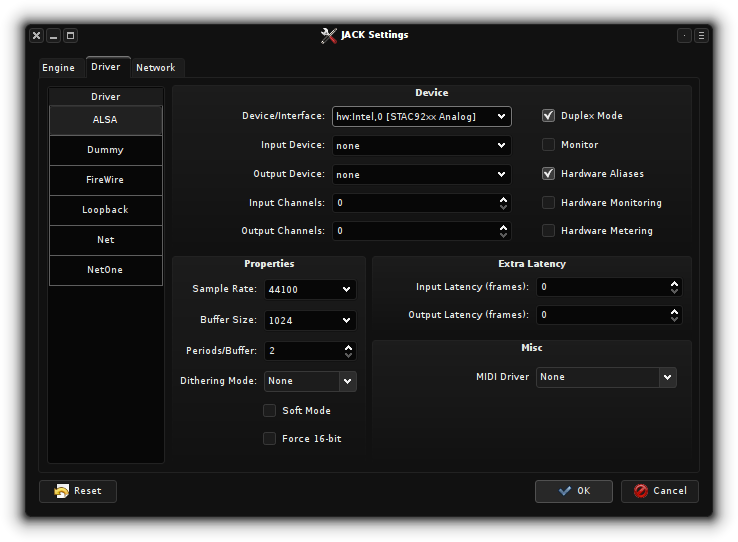 JACK Settings
Engine
Driver
Network
Driver
ALSA
Dummy
FireWire
Loopback
Net
NetOne
Device
Device/Interface: hw:Intel,0 [STAC92xx Analog]
Duplex Mode
Input Device: none
Monitor
Output Device: none
Hardware Aliases
Input Channels: 0
Hardware Monitoring
Output Channels: 0
Hardware Metering
Properties
Sample Rate: 44100
Buffer Size: 1024
Periods/Buffer: 2
Dithering Mode: None
Soft Mode
Force 16-bit
Extra Latency
Input Latency (frames): 0
Output Latency (frames): 0
Misc
MIDI Driver None
Reset
OK
Cancel